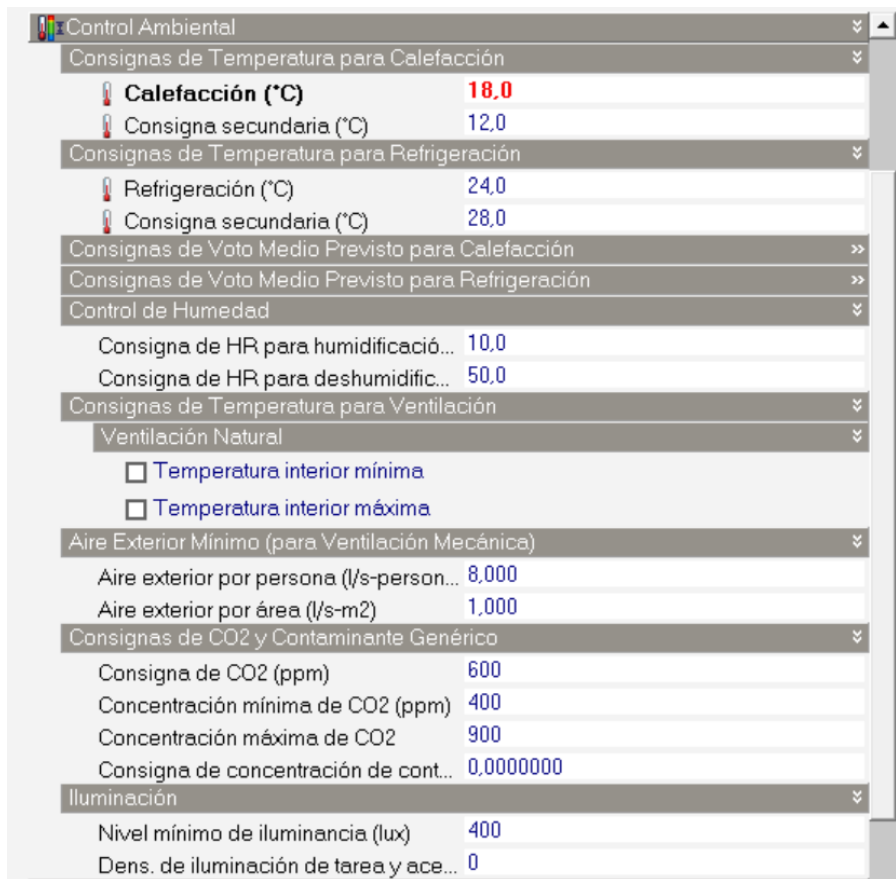 Control Ambiental
Consignas de Temperatura para Calefacción
Calefacción (°C) 18,0
Consigna secundaria (°C) 12,0
Consignas de Temperatura para Refrigeración
Refrigeración (°C) 24,0
Consigna secundaria (°C) 28,0
Consignas de Voto Medio Previsto para Calefacción
Consignas de Voto Medio Previsto para Refrigeración
Control de Humedad
Consigna de HR para humidificació... 10,0
Consigna de HR para deshumidific... 50,0
Consignas de Temperatura para Ventilación
Ventilación Natural
Temperatura interior mínima
Temperatura interior máxima
Aire Exterior Mínimo (para Ventilación Mecánica)
Aire exterior por persona (l/s-person... 8,000
Aire exterior por área (l/s-m2) 1,000
Consignas de CO2 y Contaminante Genérico
Consigna de CO2 (ppm) 600
Concentración mínima de CO2 (ppm) 400
Concentración máxima de CO2 900
Consigna de concentración de cont... 0,0000000
Iluminación
Nivel mínimo de iluminancia (lux) 400
Dens. de iluminación de tarea y ace... 0